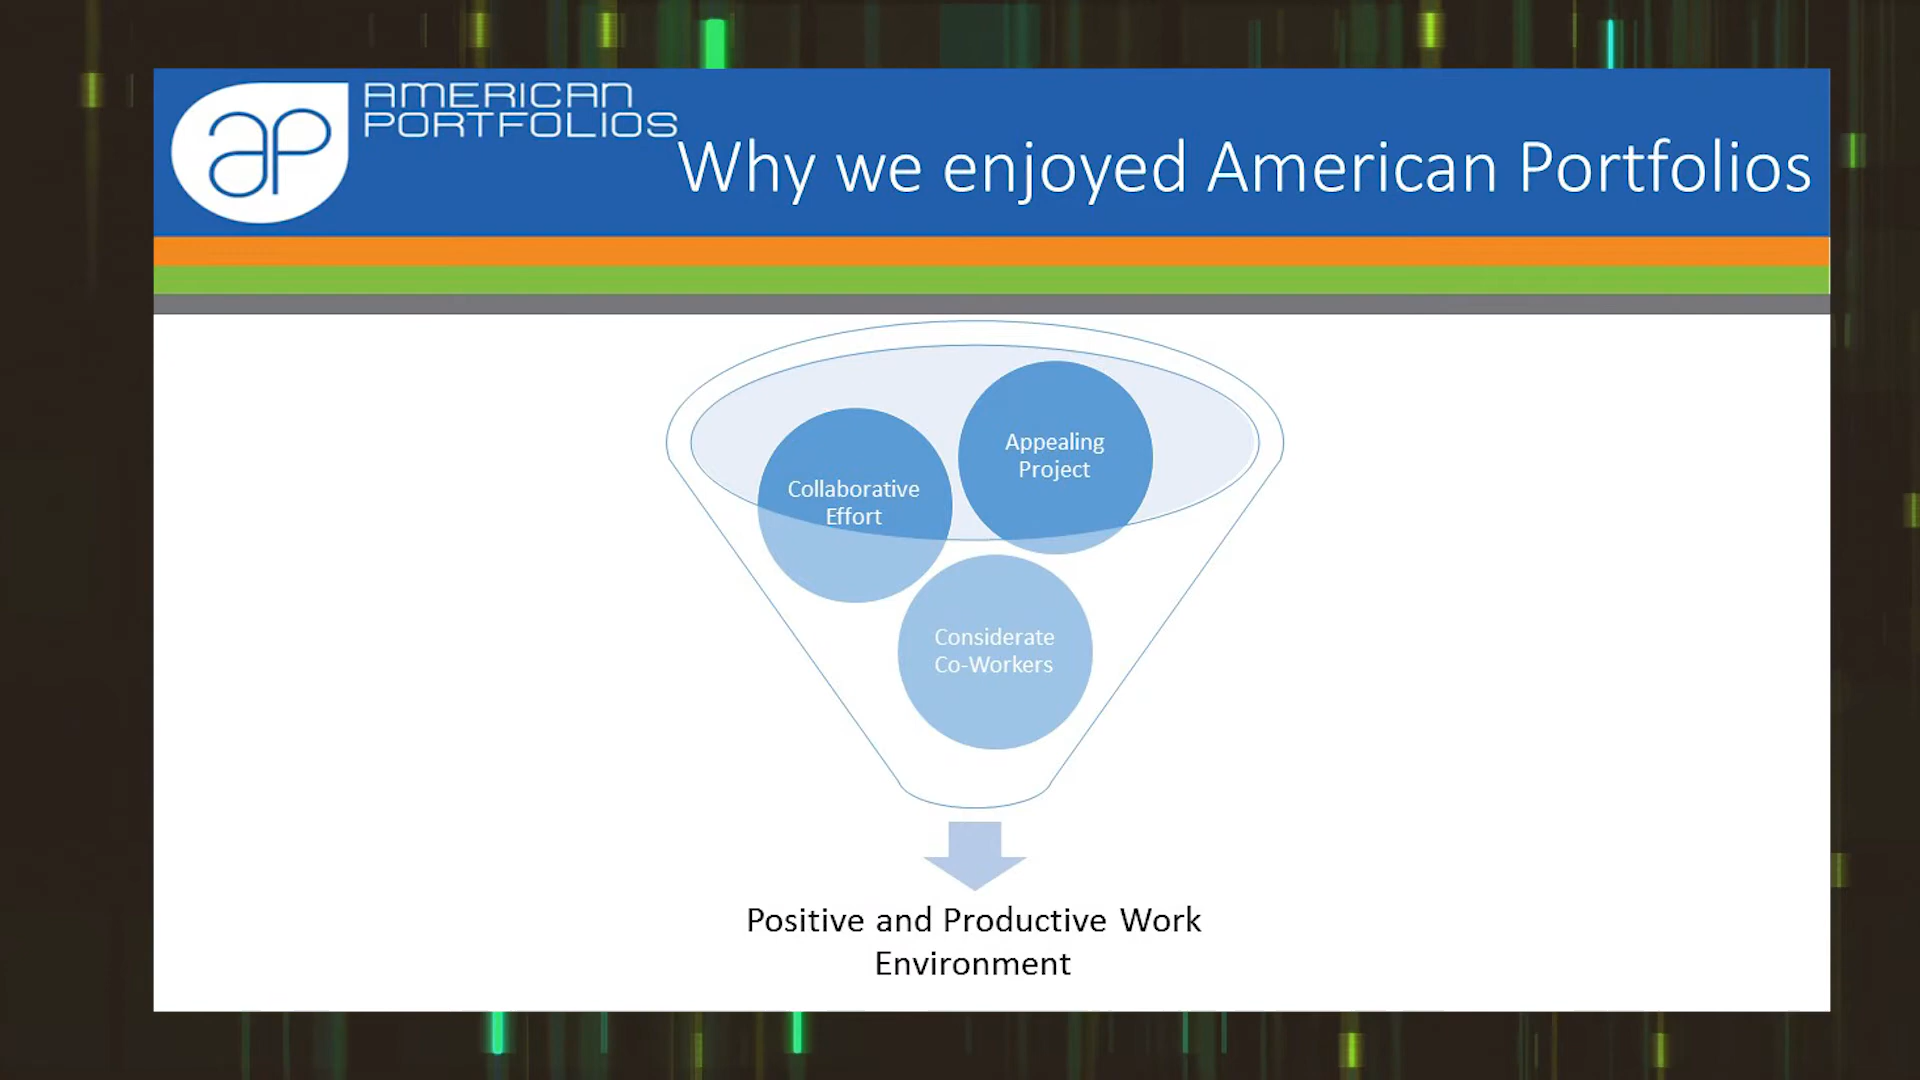 AMERICAN
PORTFOLIOS
ap
Why we enjoyed American Portfolios
Appealing
Project
Collaborative
Effort
Considerate
Co-Workers
Positive and Productive Work
Environment